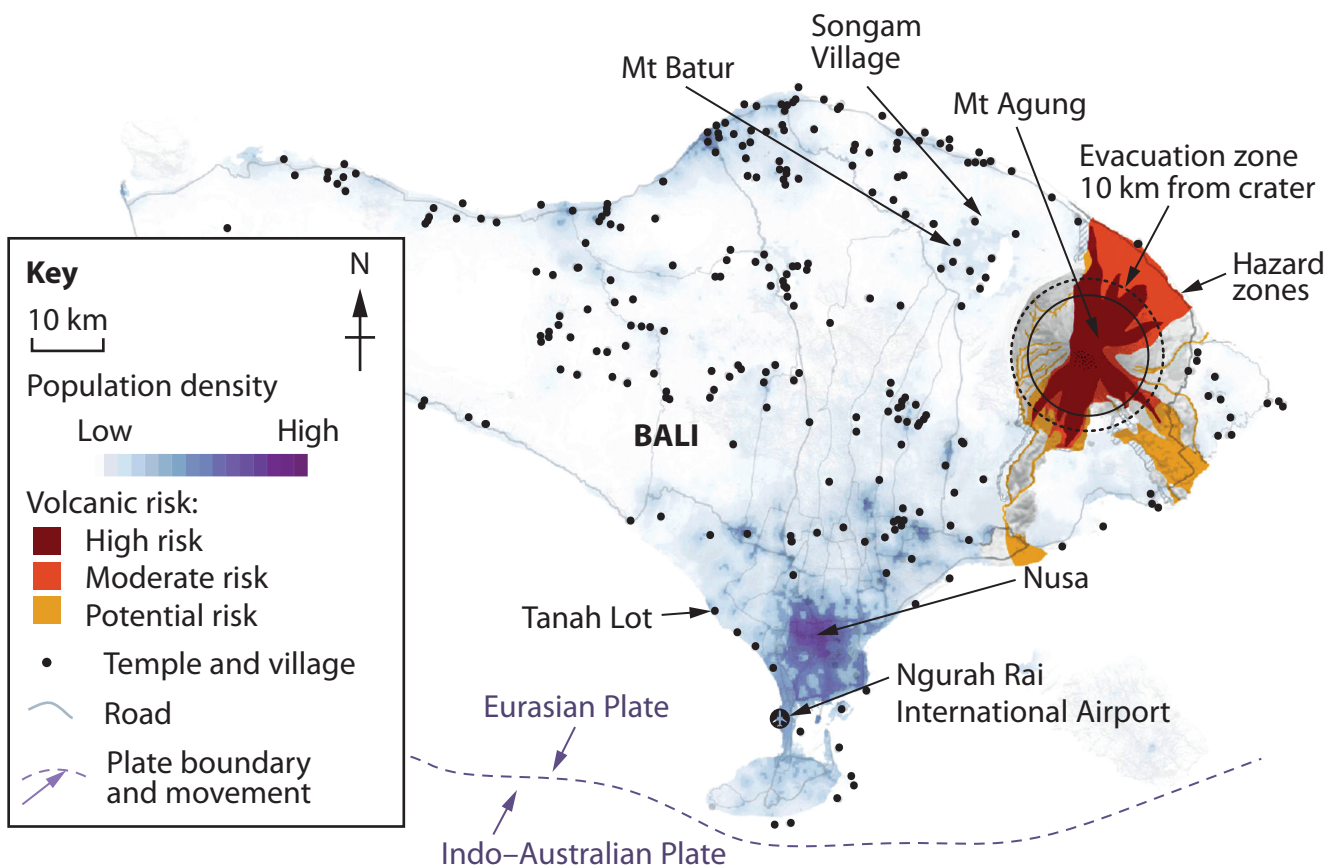 Songam
Village
Mt Batur
Mt Agung
Evacuation zone
10 km from crater
Hazard
zones
Key
N
10 km
Population density
Low
High
BALI
Volcanic risk:
High risk
Moderate risk
Potential risk
Temple and village
Road
Plate boundary
and movement
Nusa
Tanah Lot
Ngurah Rai
International Airport
Eurasian Plate
Indo–Australian Plate